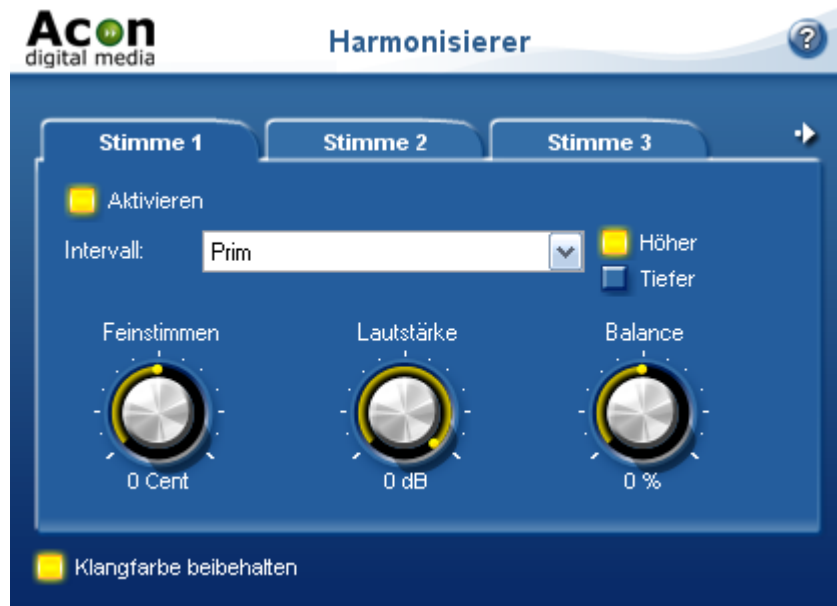 Acon
digital media
Harmonisierer
?
Stimme 1
Stimme 2
Stimme 3
Aktivieren
Intervall:
Prim
Höher
Tiefer
Feinstimmen
Lautstärke
Balance
0 Cent
0 dB
0 %
Klangfarbe beibehalten